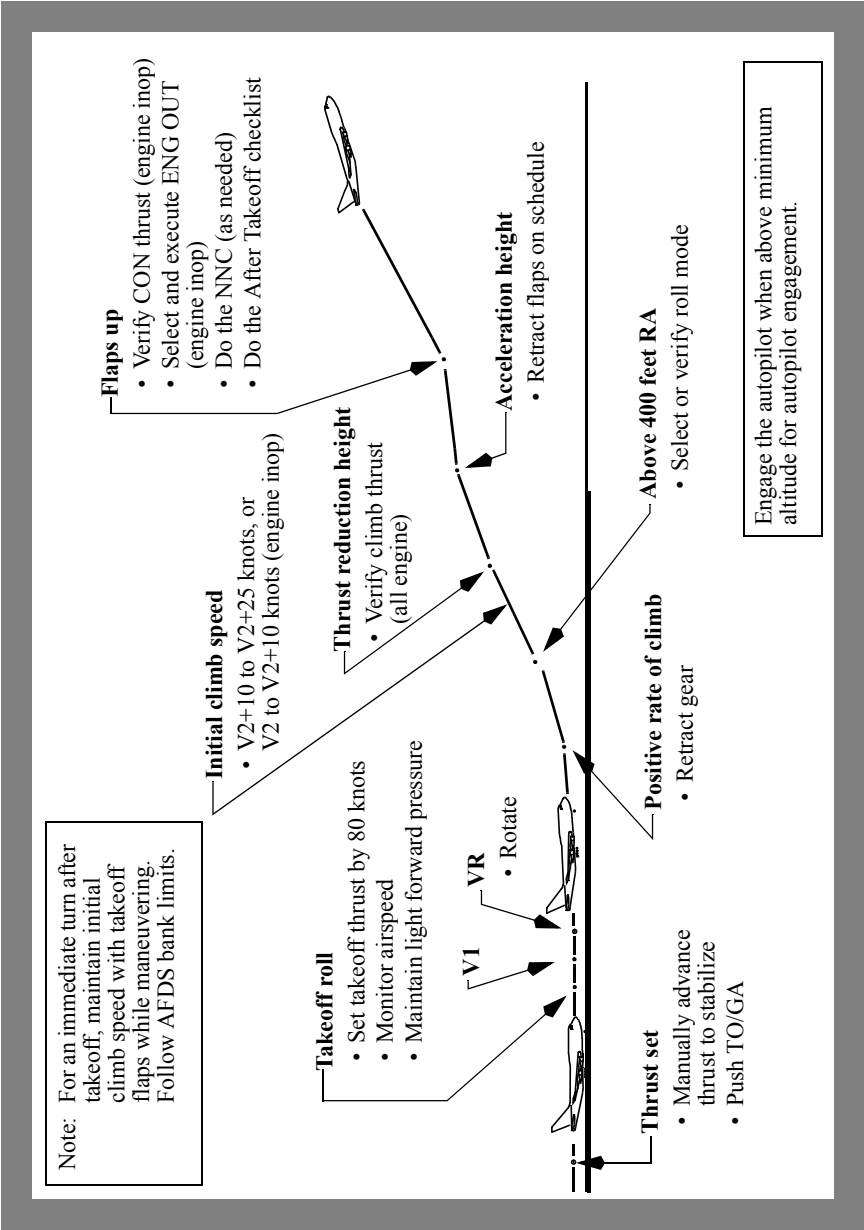 Note: For an immediate turn after
takeoff, maintain initial
climb speed with takeoff
flaps while maneuvering.
Follow AFDS bank limits.
Takeoff roll
• Set takeoff thrust by 80 knots
• Monitor airspeed
• Maintain light forward pressure
V1
VR
• Rotate
Thrust set
• Manually advance
thrust to stabilize
• Push TO/GA
Initial climb speed
• V2+10 to V2+25 knots, or
V2 to V2+10 knots (engine inop)
Thrust reduction height
• Verify climb thrust
(all engine)
Positive rate of climb
• Retract gear
Above 400 feet RA
• Select or verify roll mode
Flaps up
• Verify CON thrust (engine inop)
• Select and execute ENG OUT
(engine inop)
• Do the NNC (as needed)
• Do the After Takeoff checklist
Acceleration height
• Retract flaps on schedule
Engage the autopilot when above minimum
altitude for autopilot engagement.